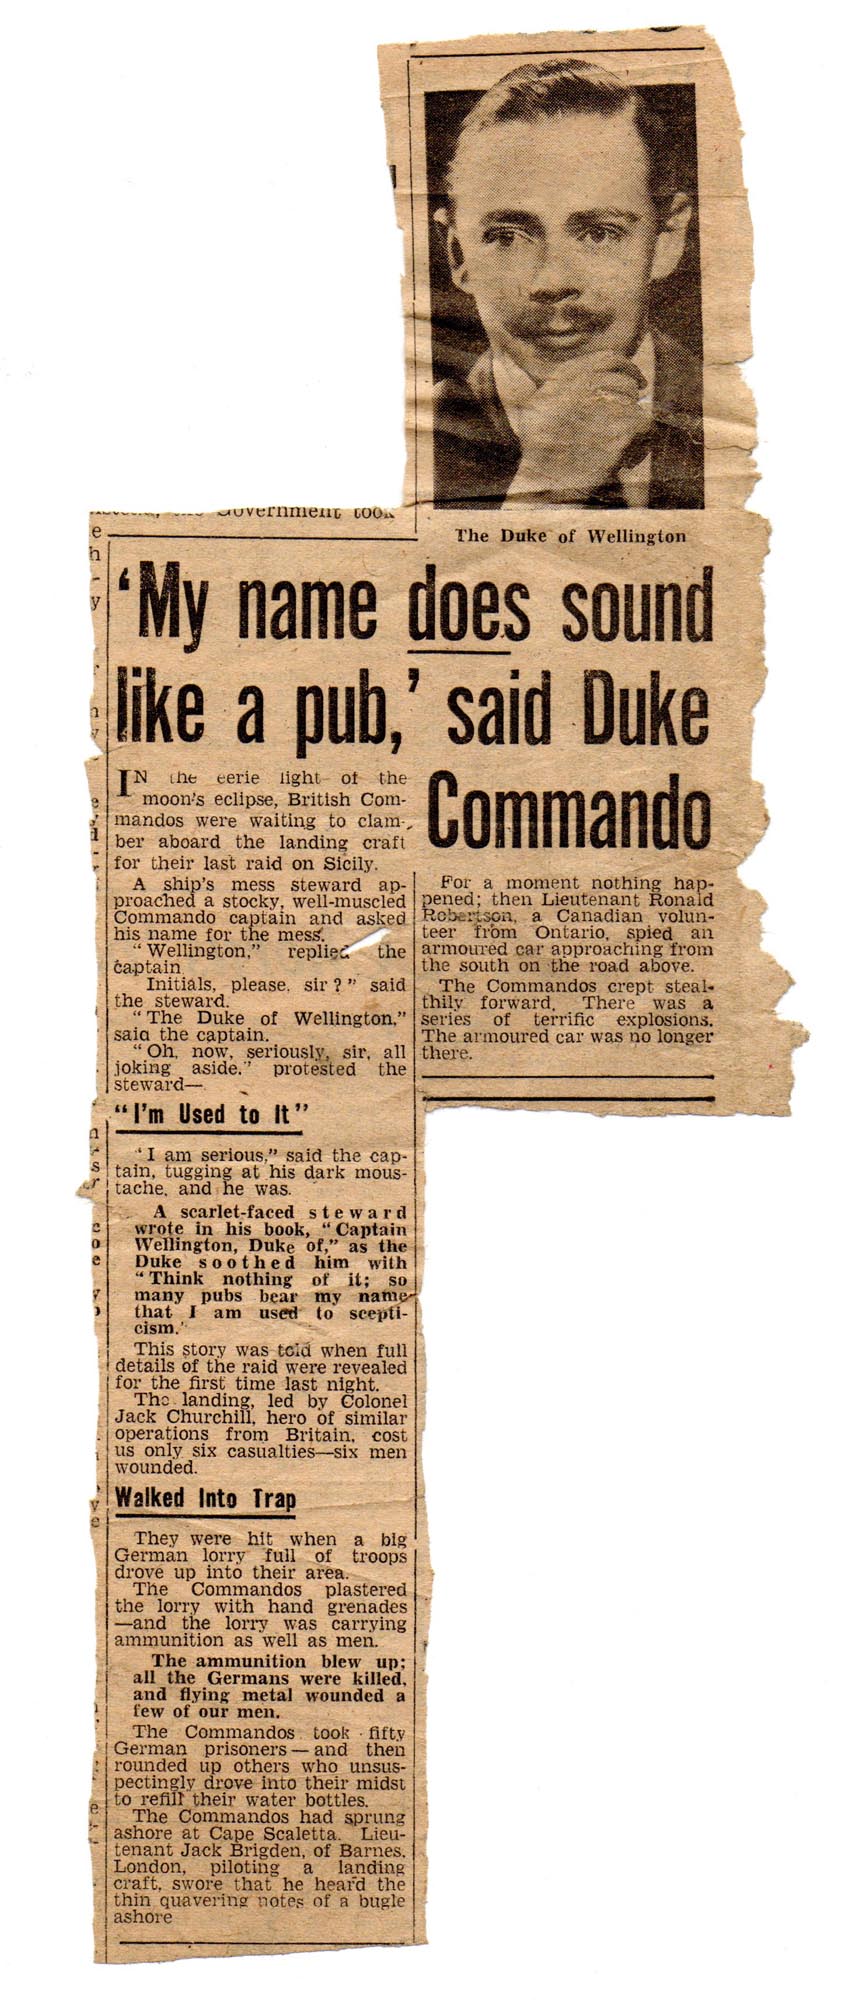 Government took
The Duke of Wellington
'My name does sound
like a pub,' said Duke
Commando
IN the eerie light of the
moon's eclipse, British Com-
mandos were waiting to clam-
ber aboard the landing craft
for their last raid on Sicily.
A ship's mess steward ap-
proached a stocky, well-muscled
Commando captain and asked
his name for the mess.
"Wellington," replied the
captain
Initials, please, sir?" said
the steward.
"The Duke of Wellington,"
said the captain.
"Oh, now, seriously, sir, all
joking aside," protested the
steward—
"I'm Used to It"
"I am serious," said the cap-
tain, tugging at his dark mous-
tache, and he was.
A scarlet-faced steward
wrote in his book, "Captain
Wellington, Duke of," as the
Duke soothed him with
"Think nothing of it; so
many pubs bear my name
that I am used to scepti-
cism."
This story was told when full
details of the raid were revealed
for the first time last night.
The landing, led by Colonel
Jack Churchill, hero of similar
operations from Britain, cost
us only six casualties—six men
wounded.
Walked Into Trap
They were hit when a big
German lorry full of troops
drove up into their area.
The Commandos plastered
the lorry with hand grenades
—and the lorry was carrying
ammunition as well as men.
The ammunition blew up;
all the Germans were killed,
and flying metal wounded a
few of our men.
The Commandos took fifty
German prisoners—and then
rounded up others who unsus-
pectingly drove into their midst
to refill their water bottles.
The Commandos had sprung
ashore at Cape Scaletta. Lieu-
tenant Jack Brigden, of Barnes,
London, piloting a landing
craft, swore that he heard the
thin quavering notes of a bugle
ashore
For a moment nothing hap-
pened; then Lieutenant Ronald
Robertson, a Canadian volun-
teer from Ontario, spied an
armoured car approaching from
the south on the road above.
The Commandos crept steal-
thily forward. There was a
series of terrific explosions.
The armoured car was no longer
there.